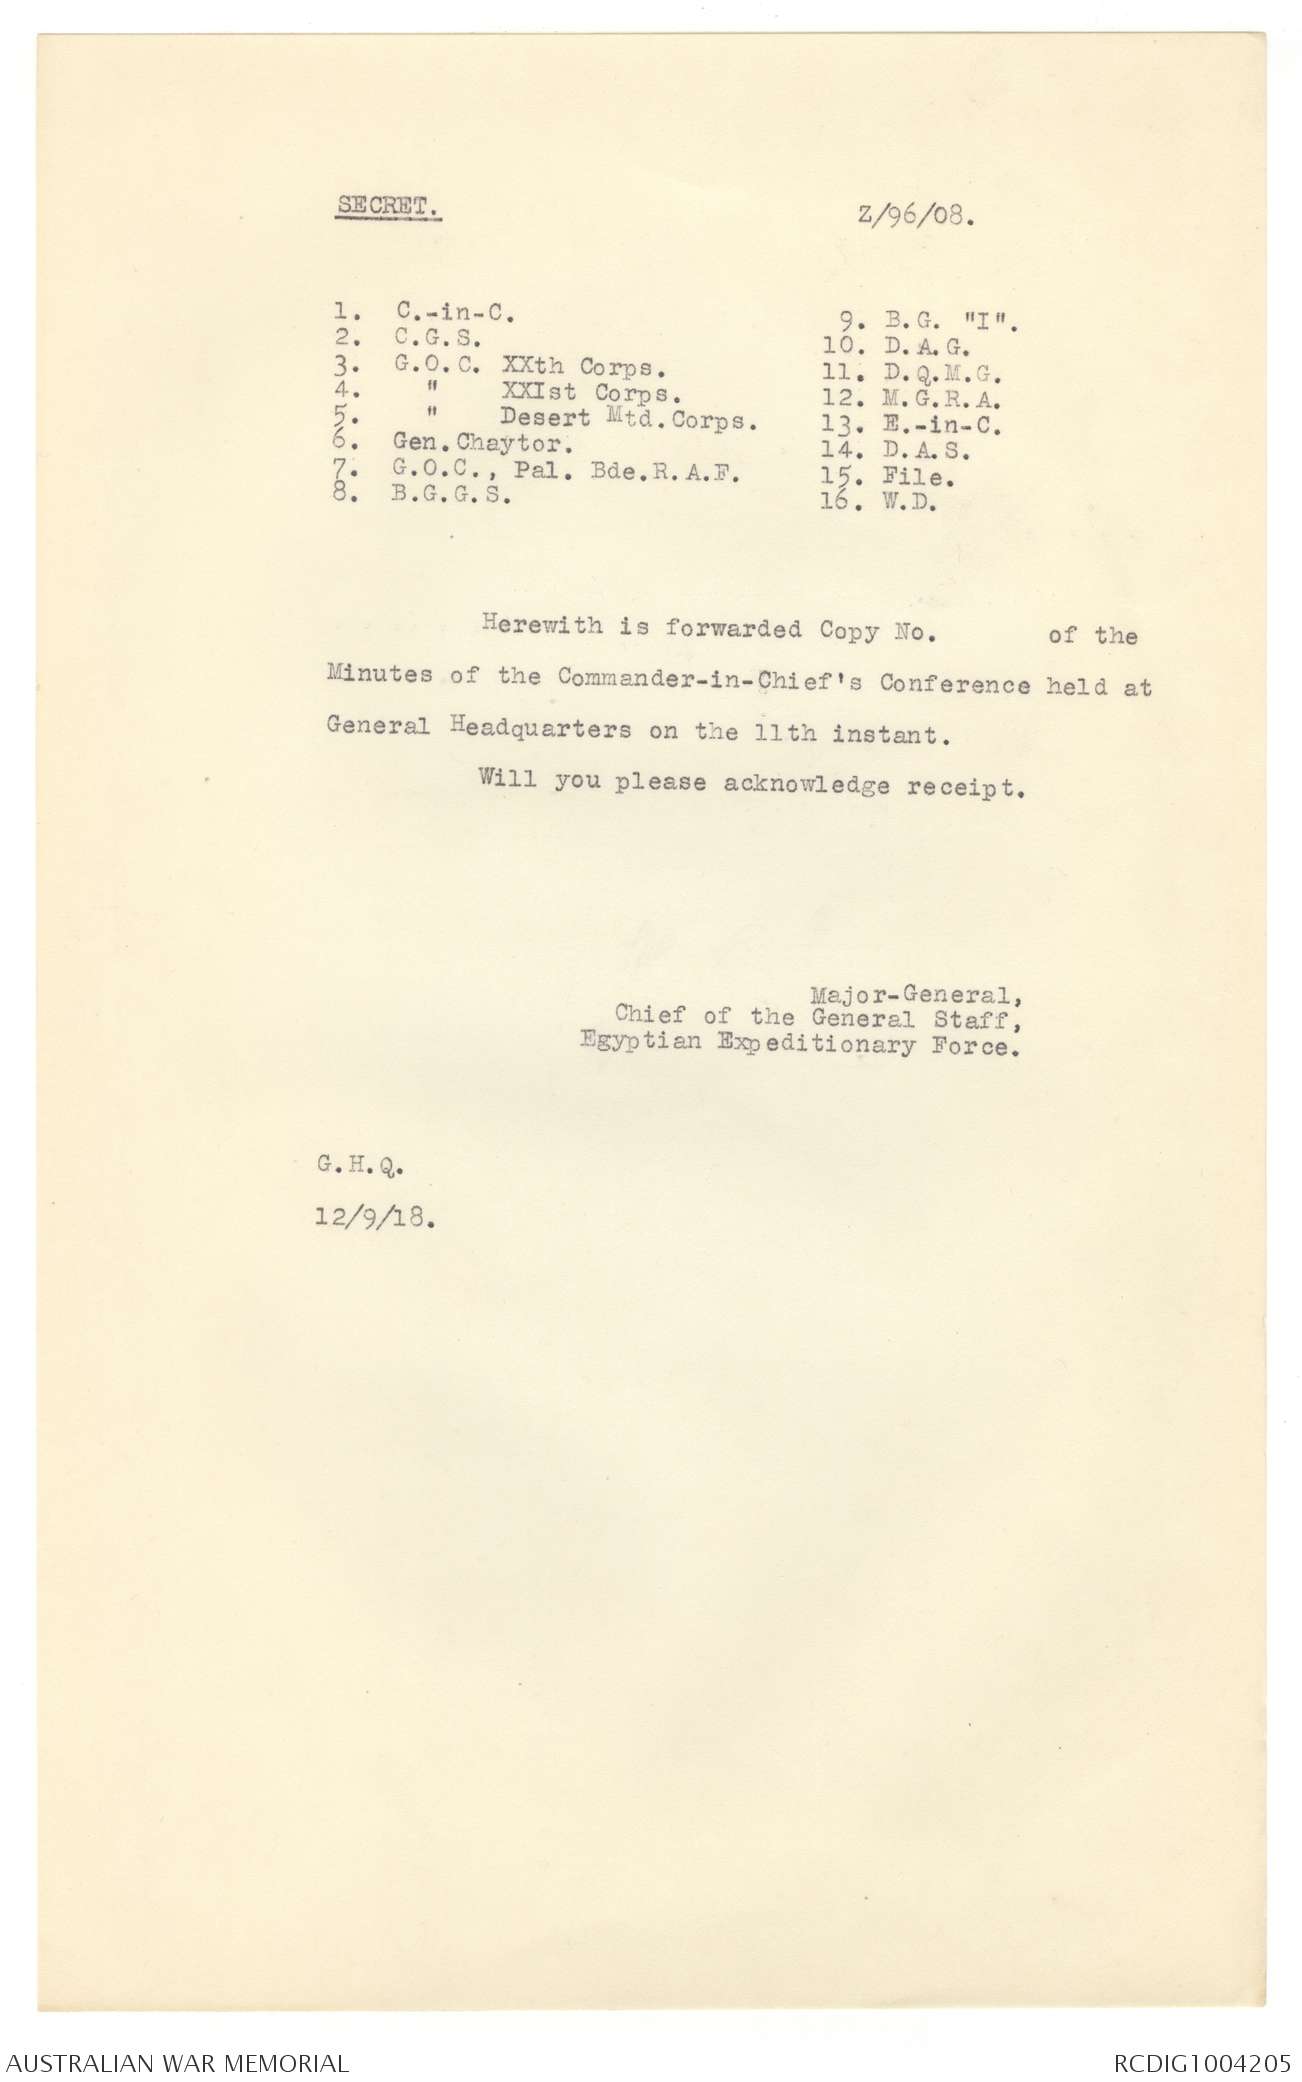 SECRET.
Z/96/08.
1. C.-in-C.
2. C.G.S.
3. G.O.C. XXth Corps.
4. " XXIst Corps.
5. " Desert Mtd.Corps.
6. Gen.Chaytor.
7. G.O.C., Pal. Bde.R.A.F.
8. B.G.G.S.
9. B.G. "I".
10. D.A.G.
11. D.Q.M.G.
12. M.G.R.A.
13. E.-in-C.
14. D.A.S.
15. File.
16. W.D.
Herewith is forwarded Copy No. of the
Minutes of the Commander-in-Chief's Conference held at
General Headquarters on the 11th instant.
Will you please acknowledge receipt.
Major-General,
Chief of the General Staff,
Egyptian Expeditionary Force.
G.H.Q.
12/9/18.
AUSTRALIAN WAR MEMORIAL
RCDIG1004205